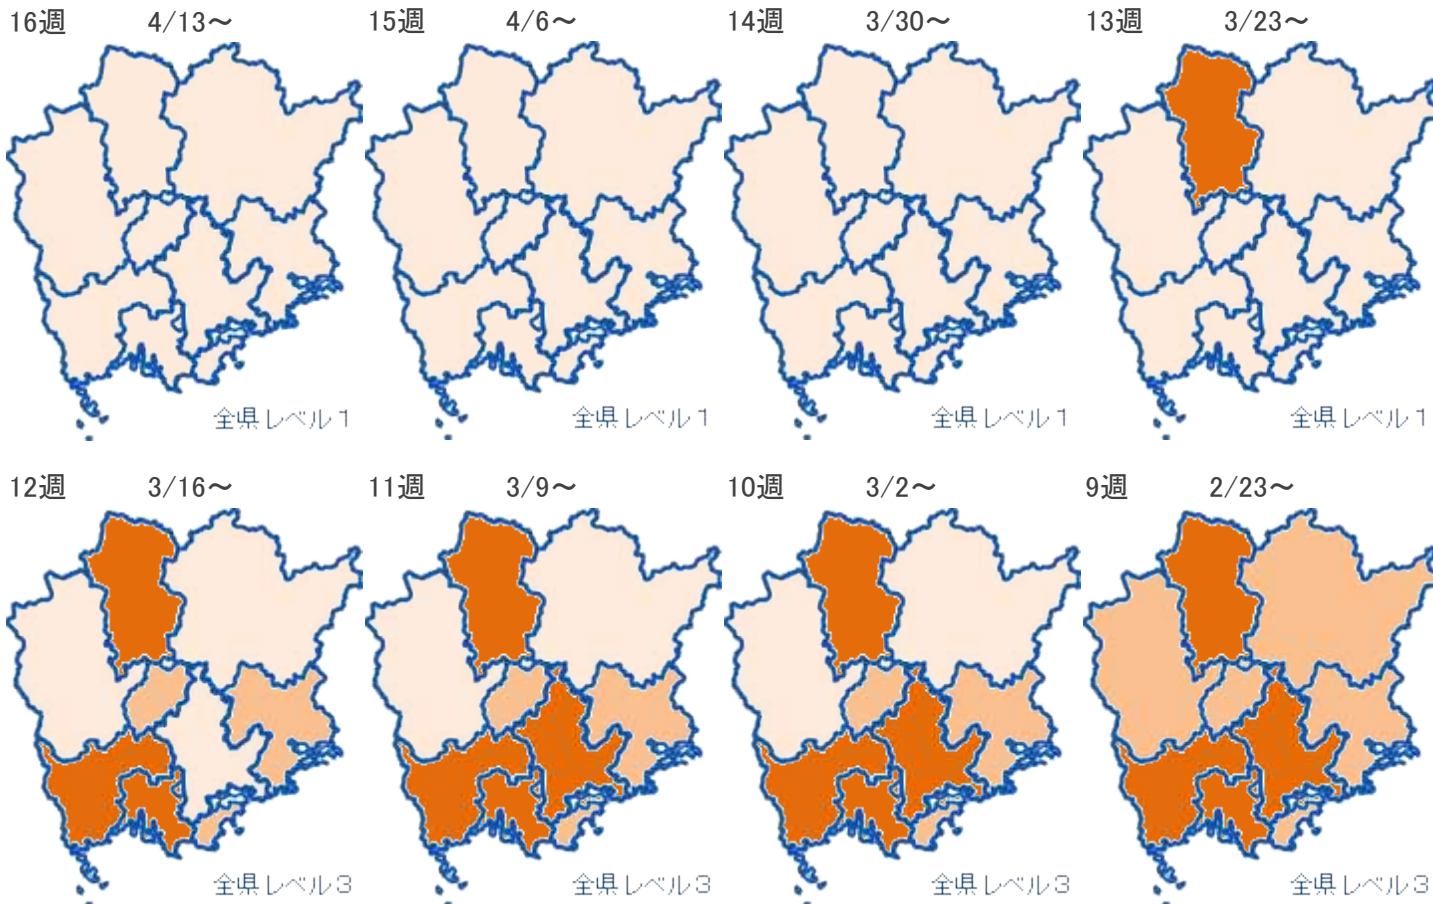 16週 4/13～ 15週 4/6～ 14週 3/30～ 13週 3/23～
全県レベル１ 全県レベル１ 全県レベル１ 全県レベル１
12週 3/16～ 11週 3/9～ 10週 3/2～ 9週 2/23～
全県レベル３ 全県レベル３ 全県レベル３ 全県レベル３